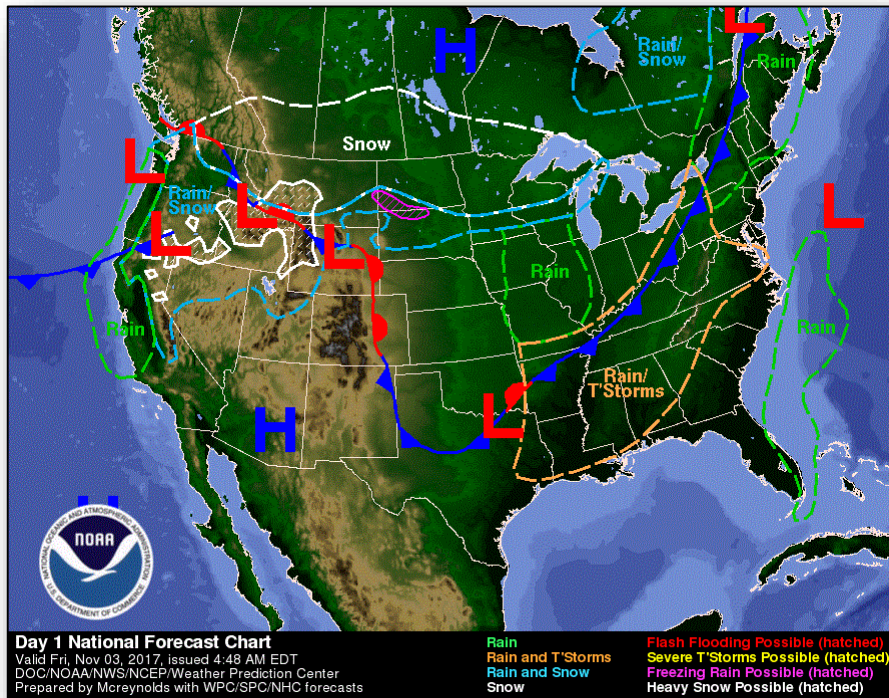 L
H
Rain/
Snow
Rain
Snow
L
Rain/
Snow
L
L
L
L
Rain
Rain
Rain
Rain/
T'Storms
L
H
H
NATIONAL OCEANIC AND ATMOSPHERIC ADMINISTRATION
NOAA
U.S. DEPARTMENT OF COMMERCE
Day 1 National Forecast Chart
Valid Fri, Nov 03, 2017, issued 4:48 AM EDT
DOC/NOAA/NWS/NCEP/Weather Prediction Center
Prepared by Mcreynolds with WPC/SPC/NHC forecasts
Rain
Rain and T'Storms
Rain and Snow
Snow
Flash Flooding Possible (hatched)
Severe T'Storms Possible (hatched)
Freezing Rain Possible (hatched)
Heavy Snow Possible (hatched)